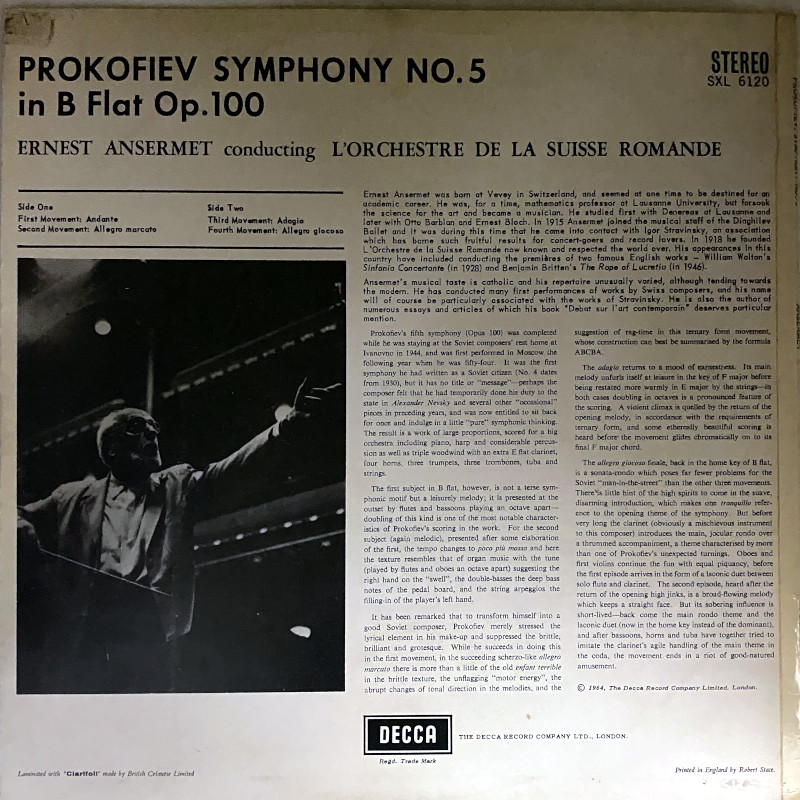 PROKOFIEV SYMPHONY NO. 5
in B Flat Op.100
STEREO
SXL 6120
ERNEST ANSERMET conducting L'ORCHESTRE DE LA SUISSE ROMANDE
Side One
First Movement: Andante
Second Movement: Allegro marcato
Side Two
Third Movement: Adagio
Fourth Movement: Allegro giocoso
Ernest Ansermet was born at Vevey in Switzerland, and seemed at one time to be destined for an
academic career. He was, for a time, mathematics professor at Lausanne University, but forsook
the science for the art and became a musician. He studied first with Denereas at Lausanne and
later with Otto Barblan and Ernest Bloch. In 1915 Ansermet joined the musical staff of the Diaghilev
Ballet and it was during this time that he came into contact with Igor Stravinsky, an association
which has borne such fruitful results for concert-goers and record lovers. In 1918 he founded
L'Orchestre de la Suisse Romande now known and respected the world over. His appearances in this
country have included conducting the premières of two famous English works – William Walton's
Sinfonia Concertante (in 1928) and Benjamin Britten's The Rape of Lucretia (in 1946).
Ansermet's musical taste is catholic and his repertoire unusually varied, although tending towards
the modern. He has conducted many first performances of works by Swiss composers, and his name
will of course be particularly associated with the works of Stravinsky. He is also the author of
numerous essays and articles of which his book "Debat sur l'art contemporain" deserves particular
mention.
Prokofiev's fifth symphony (Opus 100) was completed
while he was staying at the Soviet composers' rest home at
Ivanovno in 1944, and was first performed in Moscow the
following year when he was fifty-four. It was the first
symphony he had written as a Soviet citizen (No. 4 dates
from 1930), but it has no title or "message"—perhaps the
composer felt that he had temporarily done his duty to the
state in Alexander Nevsky and several other "occasional"
pieces in preceding years, and was now entitled to sit back
for once and indulge in a little "pure" symphonic thinking.
The result is a work of large proportions, scored for a big
orchestra including piano, harp and considerable percus-
sion as well as triple woodwind with an extra E flat clarinet,
four horns, three trumpets, three trombones, tuba and
strings.
The first subject in B flat, however, is not a terse sym-
phonic motif but a leisurely melody; it is presented at the
outset by flutes and bassoons playing an octave apart—
doubling of this kind is one of the most notable character-
istics of Prokofiev's scoring in the work. For the second
subject (again melodic), presented after some elaboration
of the first, the tempo changes to poco più mosso and here
the texture resembles that of organ music with the tune
(played by flutes and oboes an octave apart) suggesting the
right hand on the "swell", the double-basses the deep bass
notes of the pedal board, and the string arpeggios the
filling-in of the player's left hand.
It has been remarked that to transform himself into a
good Soviet composer, Prokofiev merely stressed the
lyrical element in his make-up and suppressed the brittle,
brilliant and grotesque. While he succeeds in doing this
in the first movement, in the succeeding scherzo-like allegro
marcato there is more than a little of the old enfant terrible
in the brittle texture, the unflagging "motor energy", the
abrupt changes of tonal direction in the melodies, and the
suggestion of rag-time in this ternary form movement,
whose construction can best be summarised by the formula
ABCBA.
The adagio returns to a mood of earnestness. Its main
melody unfurls itself at leisure in the key of F major before
being restated more warmly in E major by the strings—in
both cases doubling in octaves is a pronounced feature of
the scoring. A violent climax is quelled by the return of the
opening melody, in accordance with the requirements of
ternary form, and some ethereally beautiful scoring is
heard before the movement glides chromatically on to its
final F major chord.
The allegro giocoso finale, back in the home key of B flat,
is a sonata-rondo which poses far fewer problems for the
Soviet "man-in-the-street" than the other three movements.
There's little hint of the high spirits to come in the suave,
disarming introduction, which makes one tranquillo refer-
ence to the opening theme of the symphony. But before
very long the clarinet (obviously a mischievous instrument
to this composer) introduces the main, jocular rondo over
a thrummed accompaniment, a theme characterised by more
than one of Prokofiev's unexpected turnings. Oboes and
first violins continue the fun with equal piquancy, before
the first episode arrives in the form of a laconic duet between
solo flute and clarinet. The second episode, heard after the
return of the opening high jinks, is a broad-flowing melody
which keeps a straight face. But its sobering influence is
short-lived—back come the main rondo theme and the
laconic duet (now in the home key instead of the dominant),
and after bassoons, horns and tuba have together tried to
imitate the clarinet's agile handling of the main theme in
the coda, the movement ends in a riot of good-natured
amusement.
© 1964, The Decca Record Company Limited, London.
DECCA
Regd. Trade Mark
THE DECCA RECORD COMPANY LTD., LONDON.
Laminated with "Clarifoil" made by British Celanese Limited
Printed in England by Robert Stace.